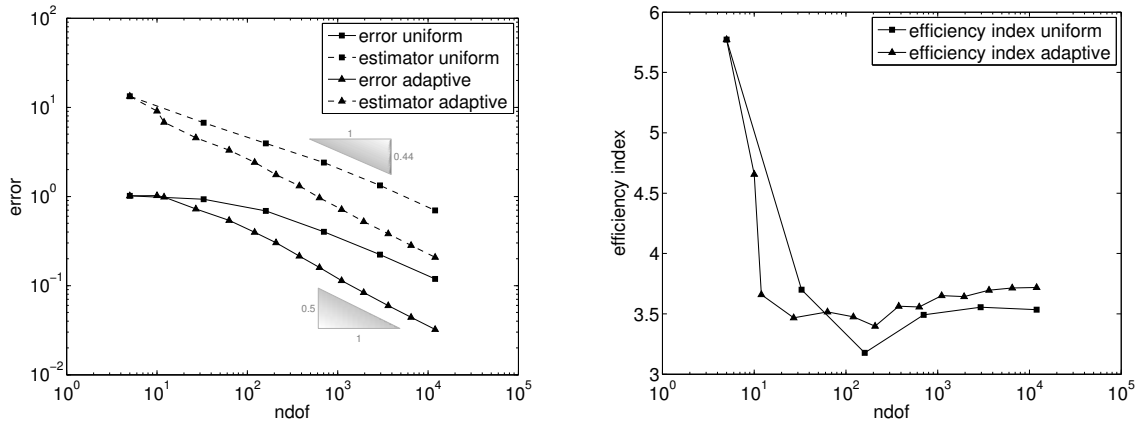 10^2
10^1
10^0
10^-1
10^-2
error
10^0 10^1 10^2 10^3 10^4 10^5
ndof
error uniform
estimator uniform
error adaptive
estimator adaptive
1
0.44
0.5
1
6
5.5
5
4.5
4
3.5
3
efficiency index
10^0 10^1 10^2 10^3 10^4 10^5
ndof
efficiency index uniform
efficiency index adaptive